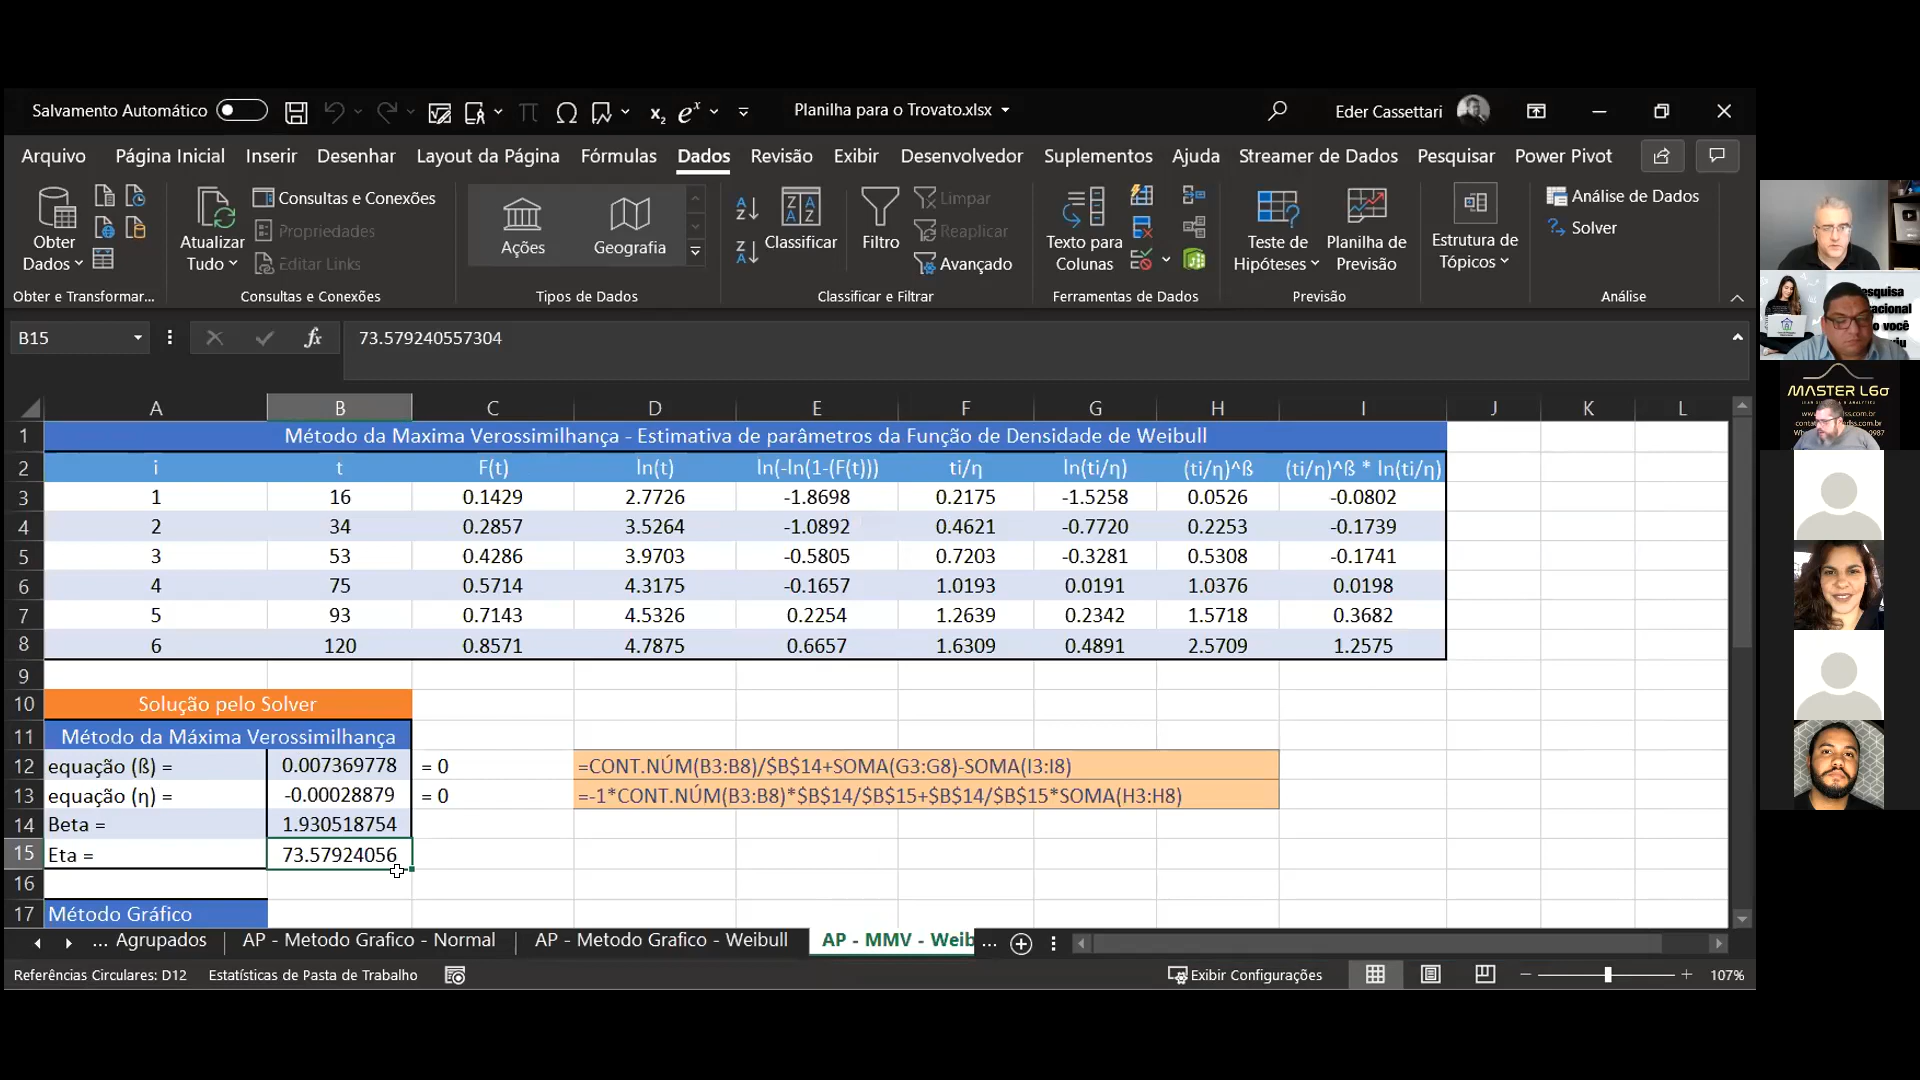 Salvamento Automático
Planilha para o Trovato.xlsx
Eder Cassettari
Arquivo Página Inicial Inserir Desenhar Layout da Página Fórmulas Dados Revisão Exibir Desenvolvedor Suplementos Ajuda Streamer de Dados Pesquisar Power Pivot
Obter Dados
Atualizar Tudo
Consultas e Conexões
Propriedades
Editar Links
Ações
Geografia
Classificar
Filtro
Limpar
Reaplicar
Avançado
Texto para Colunas
Teste de Hipóteses
Planilha de Previsão
Estrutura de Tópicos
Análise de Dados
Solver
Obter e Transformar... Consultas e Conexões Tipos de Dados Classificar e Filtrar Ferramentas de Dados Previsão Análise
B15 fx 73.579240557304
A B C D E F G H I J K L
1 Método da Maxima Verossimilhança - Estimativa de parâmetros da Função de Densidade de Weibull
2 i t F(t) ln(t) ln(-ln(1-(F(t))) ti/η ln(ti/η) (ti/η)^ß (ti/η)^ß * ln(ti/η)
3 1 16 0.1429 2.7726 -1.8698 0.2175 -1.5258 0.0526 -0.0802
4 2 34 0.2857 3.5264 -1.0892 0.4621 -0.7720 0.2253 -0.1739
5 3 53 0.4286 3.9703 -0.5805 0.7203 -0.3281 0.5308 -0.1741
6 4 75 0.5714 4.3175 -0.1657 1.0193 0.0191 1.0376 0.0198
7 5 93 0.7143 4.5326 0.2254 1.2639 0.2342 1.5718 0.3682
8 6 120 0.8571 4.7875 0.6657 1.6309 0.4891 2.5709 1.2575
9
10 Solução pelo Solver
11 Método da Máxima Verossimilhança
12 equação (ß) = 0.007369778 = 0 =CONT.NÚM(B3:B8)/$B$14+SOMA(G3:G8)-SOMA(I3:I8)
13 equação (η) = -0.00028879 = 0 =-1*CONT.NÚM(B3:B8)*$B$14/$B$15+$B$14/$B$15*SOMA(H3:H8)
14 Beta = 1.930518754
15 Eta = 73.57924056
16
17 Método Gráfico
... Agrupados AP - Metodo Grafico - Normal AP - Metodo Grafico - Weibull AP - MMV - Weib ...
Referências Circulares: D12 Estatísticas de Pasta de Trabalho Exibir Configurações 107%
MASTER L6σ